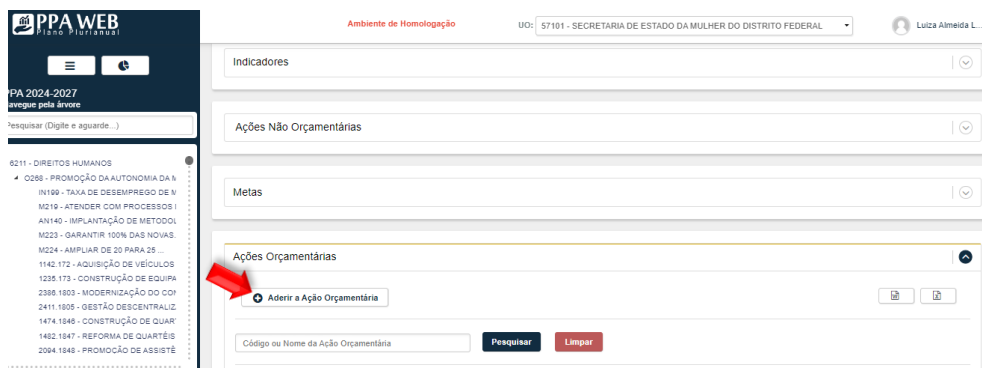 PPA WEB
Plano Plurianual
Ambiente de Homologação
UO: 57101 - SECRETARIA DE ESTADO DA MULHER DO DISTRITO FEDERAL
Luiza Almeida L...
PPA 2024-2027
Navegue pela árvore
Pesquisar (Digite e aguarde...)
6211 - DIREITOS HUMANOS
O268 - PROMOÇÃO DA AUTONOMIA DA M
IN199 - TAXA DE DESEMPREGO DE M
M219 - ATENDER COM PROCESSOS I
AN140 - IMPLANTAÇÃO DE METODOL
M223 - GARANTIR 100% DAS NOVAS.
M224 - AMPLIAR DE 20 PARA 25 ...
1142.172 - AQUISIÇÃO DE VEÍCULOS
1235.173 - CONSTRUÇÃO DE EQUIPA
2386.1803 - MODERNIZAÇÃO DO CON
2411.1805 - GESTÃO DESCENTRALIZ
1474.1846 - CONSTRUÇÃO DE QUAR
1482.1847 - REFORMA DE QUARTÉIS
2094.1848 - PROMOÇÃO DE ASSISTÊ
Indicadores
Ações Não Orçamentárias
Metas
Ações Orçamentárias
Aderir a Ação Orçamentária
Código ou Nome da Ação Orçamentária
Pesquisar
Limpar